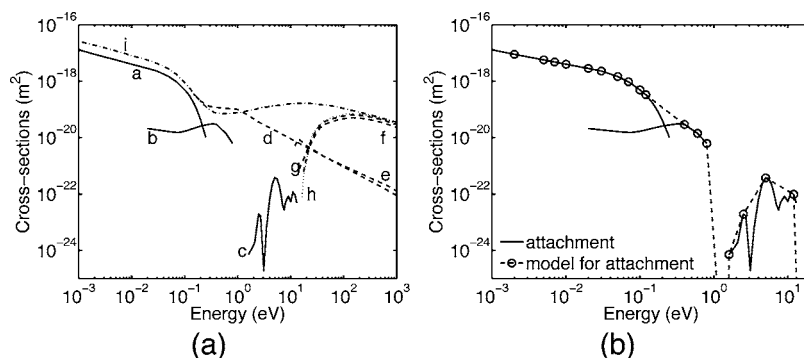 10⁻¹⁶
10⁻¹⁸
10⁻²⁰
10⁻²²
10⁻²⁴
Cross-sections (m²)
i
a
b
c
d
e
f
g
h
10⁻³ 10⁻² 10⁻¹ 10⁰ 10¹ 10² 10³
Energy (eV)
(a)
10⁻¹⁶
10⁻¹⁸
10⁻²⁰
10⁻²²
10⁻²⁴
Cross-sections (m²)
attachment
model for attachment
10⁻³ 10⁻² 10⁻¹ 10⁰ 10¹
Energy (eV)
(b)